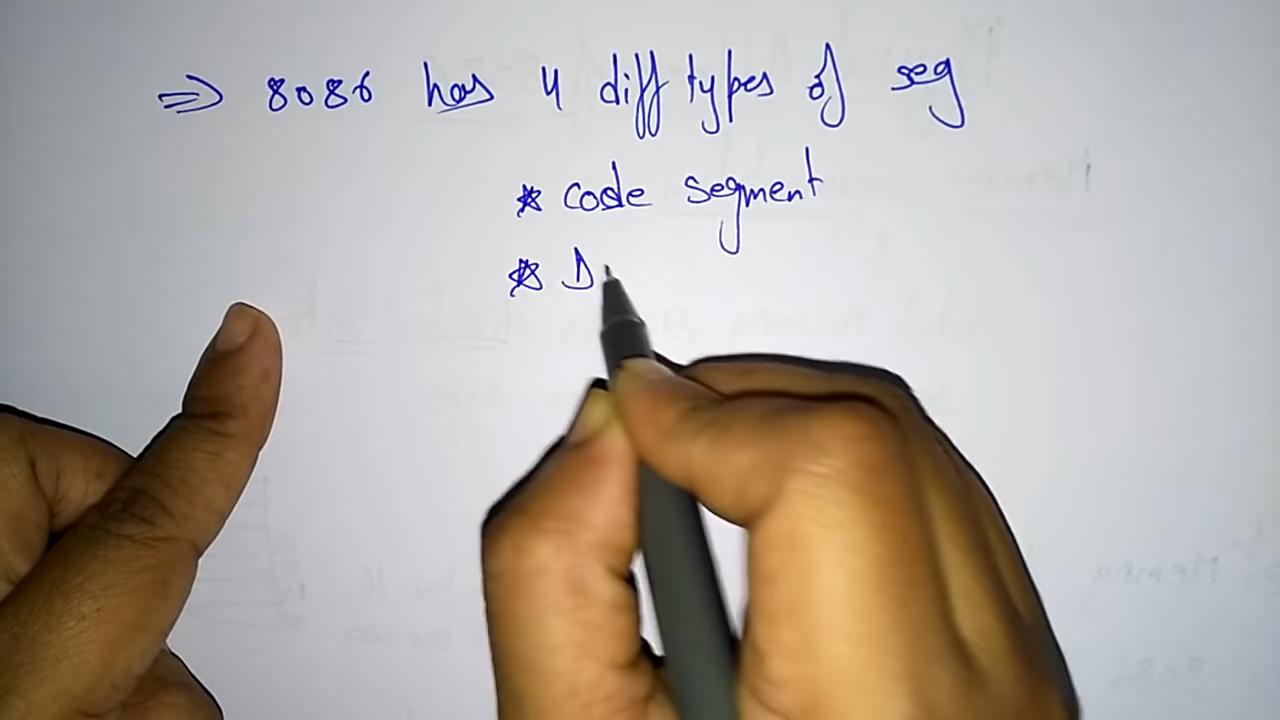 ⇒ 8086 has 4 diff types of seg
* code segment
* D